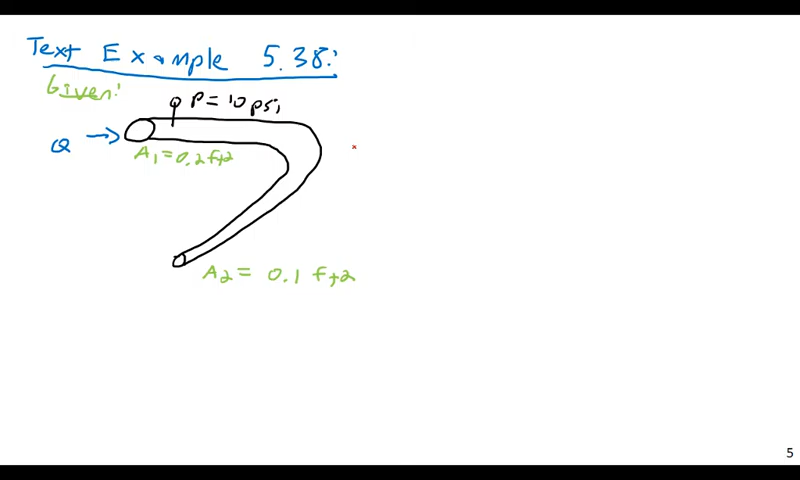 Text Example 5.38:
Given:
P = 10 psi
Q
A1 = 0.2 ft2
A2 = 0.1 ft2
5